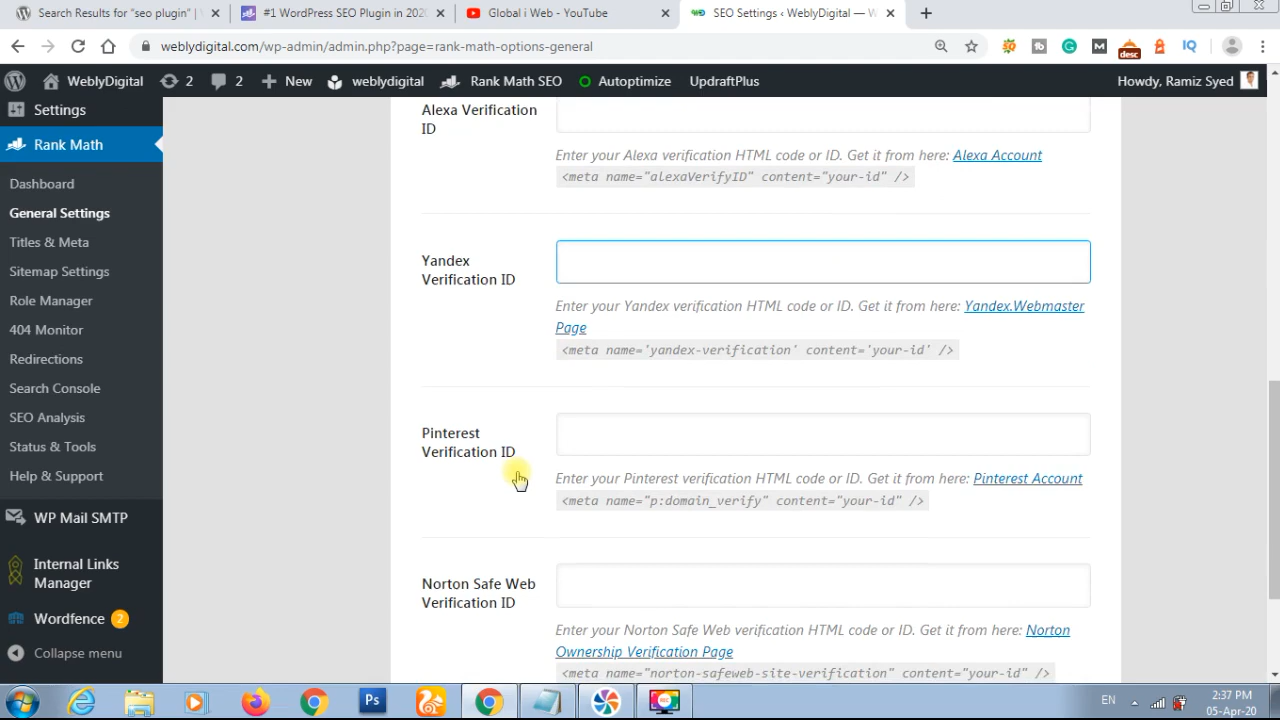 Search Results for "seo plugin" |
#1 WordPress SEO Plugin in 2020
Global i Web - YouTube
SEO Settings ‹ WeblyDigital — W
weblydigital.com/wp-admin/admin.php?page=rank-math-options-general
desc
WeblyDigital
2
2
New
weblydigital
Rank Math SEO
Autoptimize
UpdraftPlus
Howdy, Ramiz Syed
Settings
Rank Math
Dashboard
General Settings
Titles & Meta
Sitemap Settings
Role Manager
404 Monitor
Redirections
Search Console
SEO Analysis
Status & Tools
Help & Support
WP Mail SMTP
Internal Links
Manager
Wordfence 2
Collapse menu
Alexa Verification
ID
Enter your Alexa verification HTML code or ID. Get it from here: Alexa Account
<meta name="alexaVerifyID" content="your-id" />
Yandex
Verification ID
Enter your Yandex verification HTML code or ID. Get it from here: Yandex.Webmaster
Page
<meta name='yandex-verification' content='your-id' />
Pinterest
Verification ID
Enter your Pinterest verification HTML code or ID. Get it from here: Pinterest Account
<meta name="p:domain_verify" content="your-id" />
Norton Safe Web
Verification ID
Enter your Norton Safe Web verification HTML code or ID. Get it from here: Norton
Ownership Verification Page
<meta name="norton-safeweb-site-verification" content="your-id" />
Ps
EN
2:37 PM
05-Apr-20